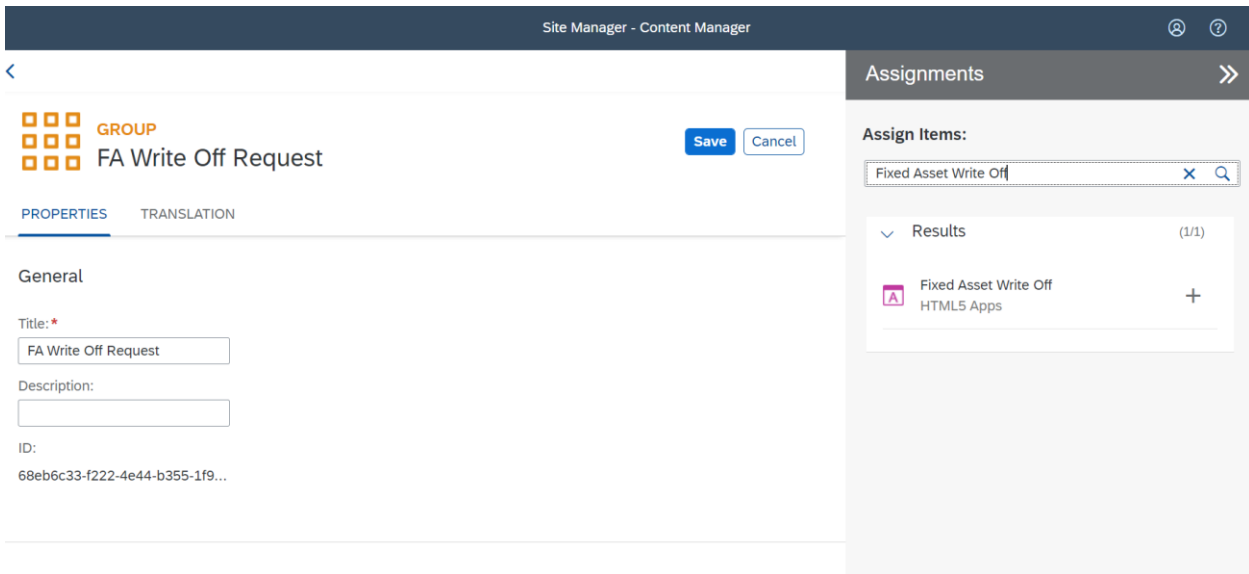 Site Manager - Content Manager
GROUP
FA Write Off Request
Save
Cancel
PROPERTIES
TRANSLATION
General
Title:*
FA Write Off Request
Description:
ID:
68eb6c33-f222-4e44-b355-1f9...
Assignments
Assign Items:
Fixed Asset Write Off
Results (1/1)
A
Fixed Asset Write Off
HTML5 Apps